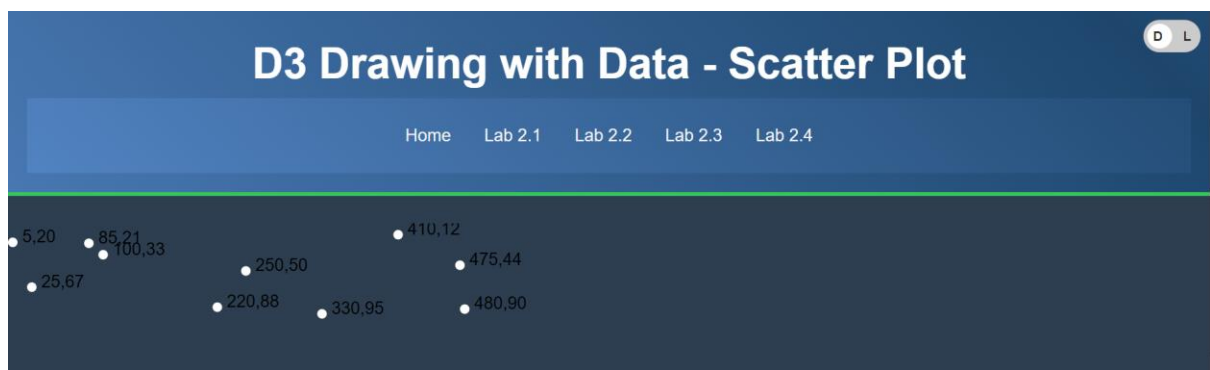 D L
D3 Drawing with Data - Scatter Plot
Home Lab 2.1 Lab 2.2 Lab 2.3 Lab 2.4
410,12
5,20 85,21
100,33
475,44
250,50
25,67
220,88 330,95 480,90